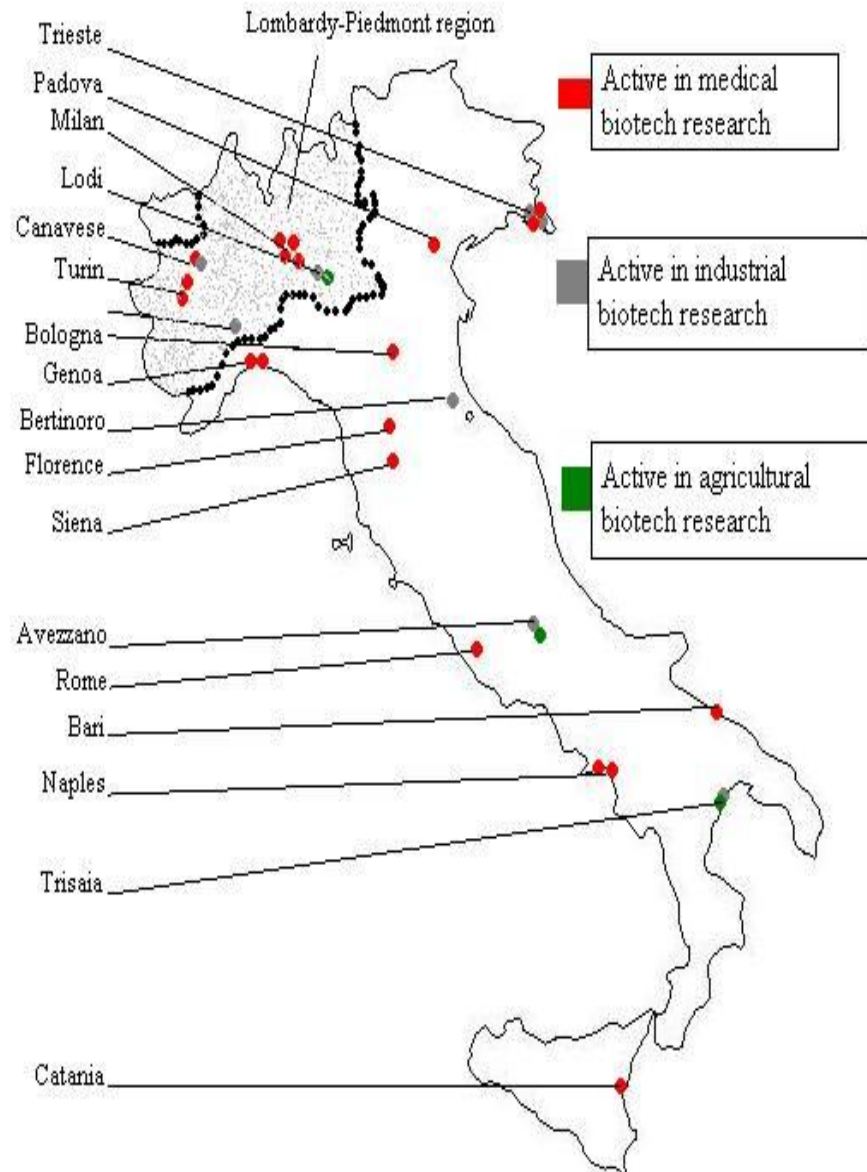 Trieste
Lombardy-Piedmont region
Padova
Milan
Lodi
Canavese
Turin
Bologna
Genoa
Bertinoro
Florence
Siena
Avezzano
Rome
Bari
Naples
Trisaia
Catania
Active in medical
biotech research
Active in industrial
biotech research
Active in agricultural
biotech research